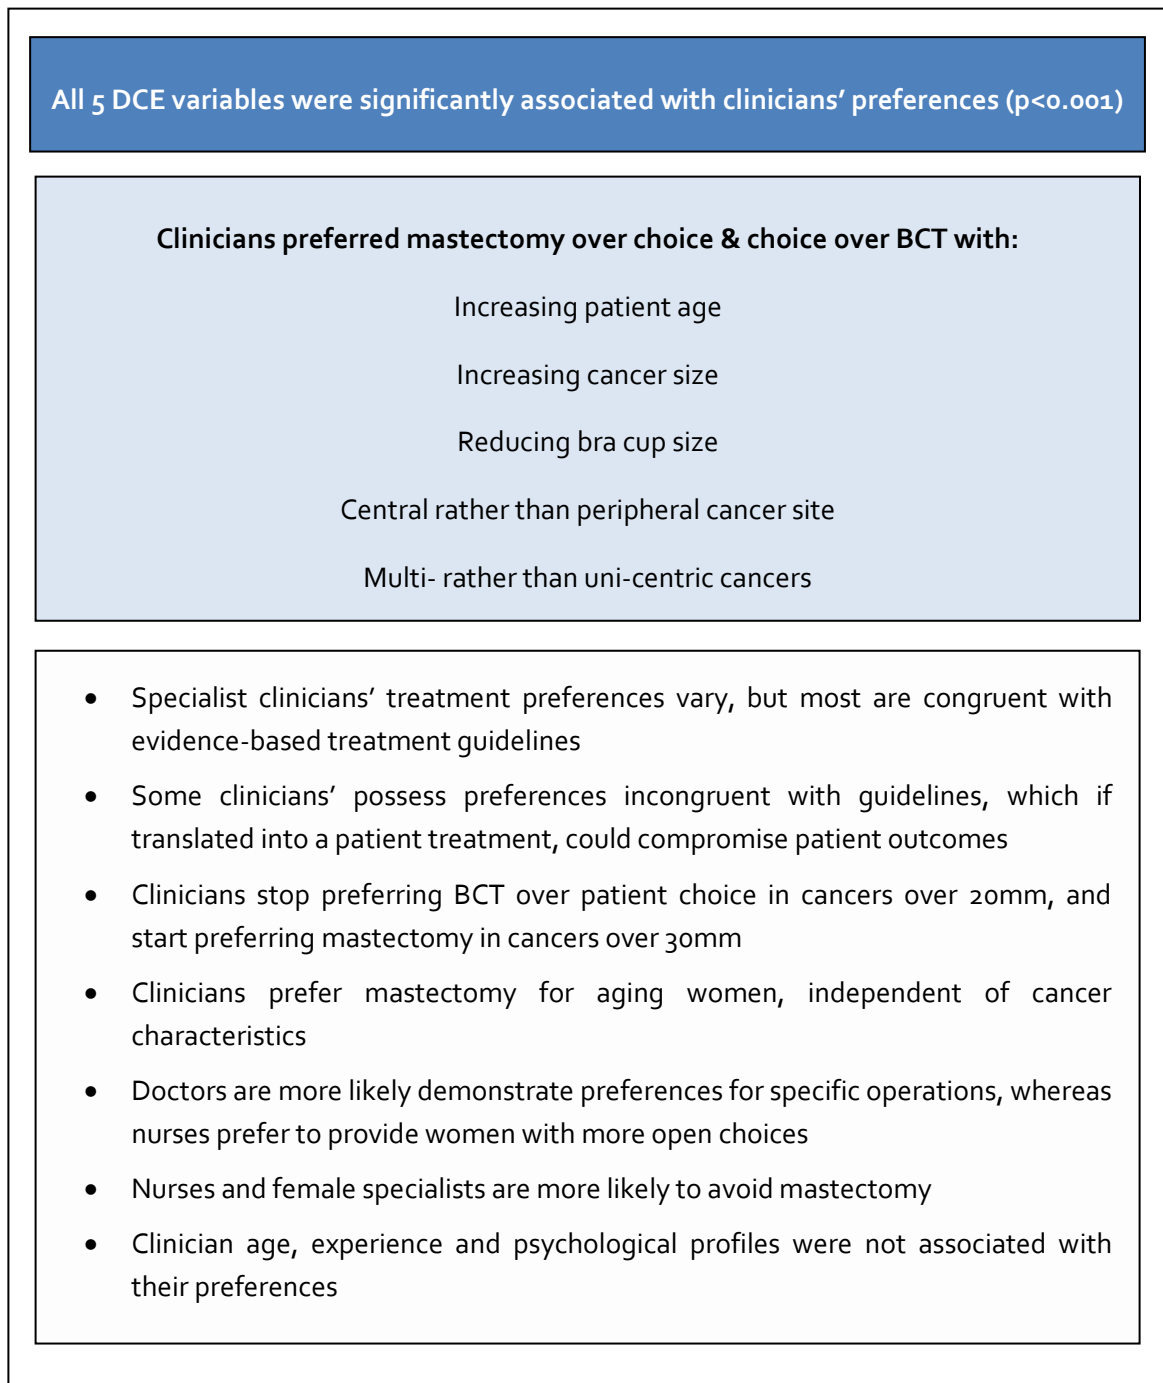 All 5 DCE variables were significantly associated with clinicians’ preferences (p<0.001)
Clinicians preferred mastectomy over choice & choice over BCT with:
Increasing patient age
Increasing cancer size
Reducing bra cup size
Central rather than peripheral cancer site
Multi- rather than uni-centric cancers
• Specialist clinicians’ treatment preferences vary, but most are congruent with
evidence-based treatment guidelines
• Some clinicians’ possess preferences incongruent with guidelines, which if
translated into a patient treatment, could compromise patient outcomes
• Clinicians stop preferring BCT over patient choice in cancers over 20mm, and
start preferring mastectomy in cancers over 30mm
• Clinicians prefer mastectomy for aging women, independent of cancer
characteristics
• Doctors are more likely demonstrate preferences for specific operations, whereas
nurses prefer to provide women with more open choices
• Nurses and female specialists are more likely to avoid mastectomy
• Clinician age, experience and psychological profiles were not associated with
their preferences